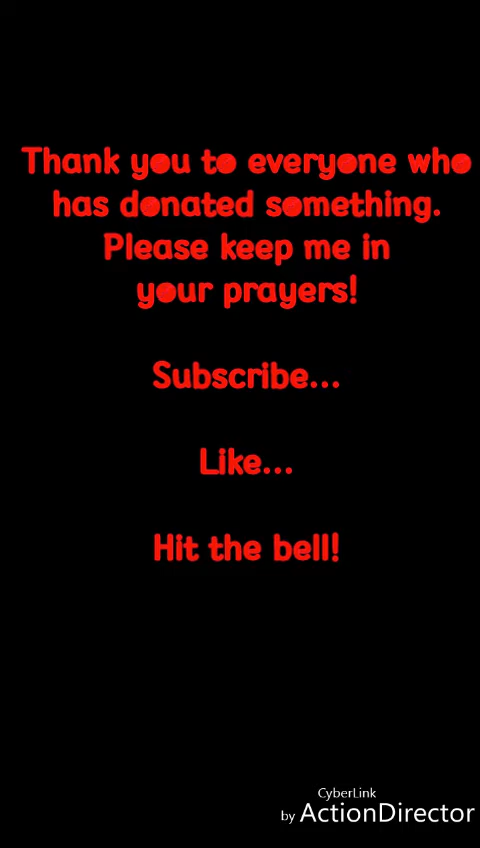 Thank you to everyone who
has donated something.
Please keep me in
your prayers!
Subscribe...
Like...
Hit the bell!
CyberLink
by ActionDirector